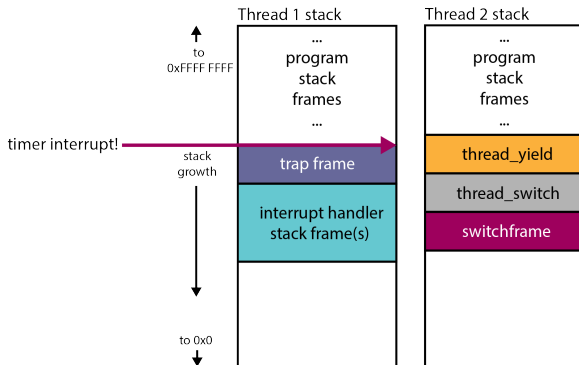 Thread 1 stack
Thread 2 stack
to
0xFFFF FFFF
...
program
stack
frames
...
...
program
stack
frames
...
timer interrupt!
stack
growth
trap frame
interrupt handler
stack frame(s)
thread_yield
thread_switch
switchframe
to 0x0